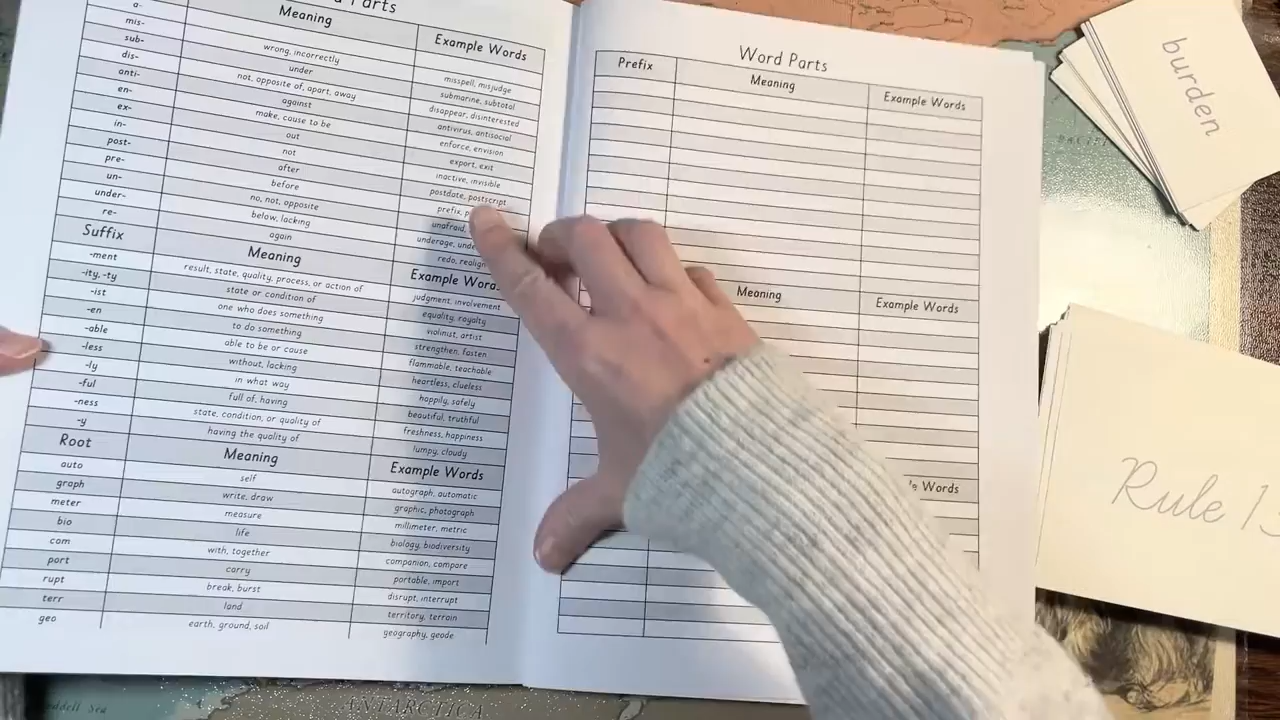 Parts
Meaning
Example Words
a-
mis- wrong, incorrectly misspell, misjudge
sub- under submarine, subtotal
dis- not, opposite of, apart, away disappear, disinterested
anti- against antivirus, antisocial
en- make, cause to be enforce, envision
ex- out export, exit
in- not inactive, invisible
post- after postdate, postscript
pre- before prefix,
un- no, not, opposite unafraid,
under- below, lacking underage,
re- again redo, realign
Suffix Meaning Example Words
-ment result, state, quality, process, or action of judgment, involvement
-ity, -ty state or condition of equality, royalty
-ist one who does something violinist, artist
-en to do something strengthen, fasten
-able able to be or cause flammable, teachable
-less without, lacking heartless, clueless
-ly in what way happily, safely
-ful full of, having beautiful, truthful
-ness state, condition, or quality of freshness, happiness
-y having the quality of lumpy, cloudy
Root Meaning Example Words
auto self autograph, automatic
graph write, draw graphic, photograph
meter measure millimeter, metric
bio life biology, biodiversity
com with, together companion, compare
port carry portable, import
rupt break, burst disrupt, interrupt
terr land territory, terrain
geo earth, ground, soil geography, geode
Word Parts
Prefix Meaning Example Words
Meaning Example Words
Words
burden
Rule
ddell Sea
ANTARCTICA